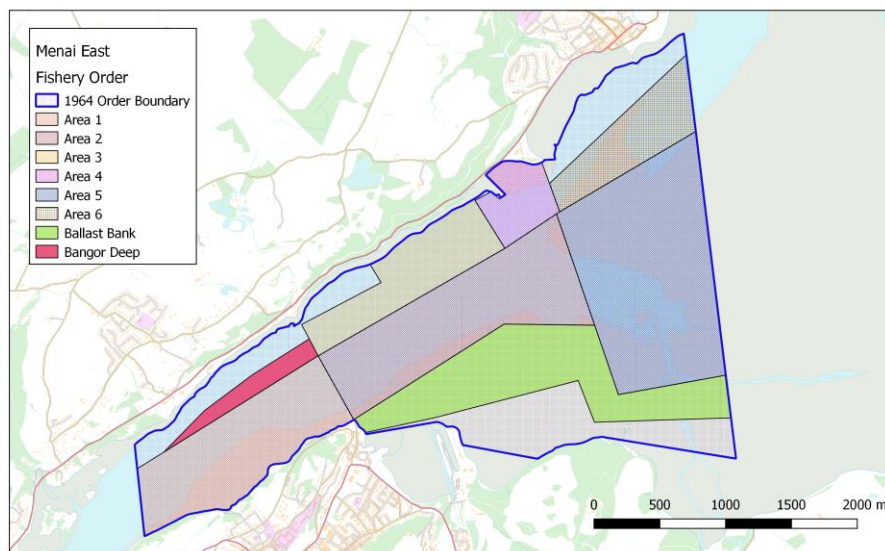 Menai East
Fishery Order
1964 Order Boundary
Area 1
Area 2
Area 3
Area 4
Area 5
Area 6
Ballast Bank
Bangor Deep
0 500 1000 1500 2000 m